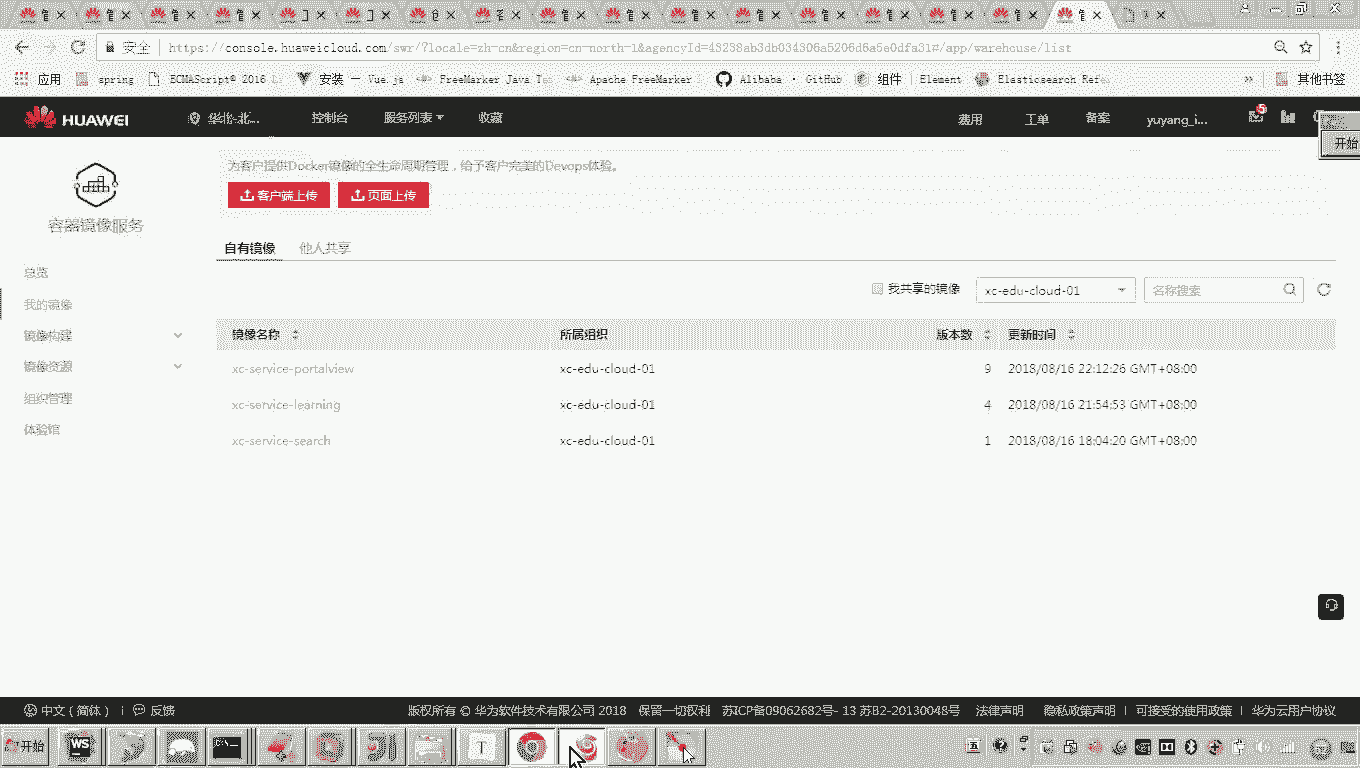 安全 https://console.huaweicloud.com/swr/?locale=zh-cn&region=cn-north-1&agencyId=
#/app/warehouse/list
应用 spring ECMAScript® 2016 安装 — Vue.js FreeMarker Java Apache FreeMarker Alibaba · GitHub 组件 | Element Elasticsearch Ref » 其他书签
HUAWEI 华北-北... 控制台 服务列表 收藏 费用 工单 备案 yuyang_i... 5
开始
为客户提供Docker镜像的全生命周期管理，给予客户完美的Devops体验。
客户端上传 页面上传
容器镜像服务
自有镜像 他人共享
总览
我的镜像
镜像构建
镜像资源
组织管理
体验馆
我共享的镜像 xc-edu-cloud-01 名称搜索
镜像名称 所属组织 版本数 更新时间
xc-service-portalview xc-edu-cloud-01 9 2018/08/16 22:12:26 GMT+08:00
xc-service-learning xc-edu-cloud-01 4 2018/08/16 21:54:53 GMT+08:00
xc-service-search xc-edu-cloud-01 1 2018/08/16 18:04:20 GMT+08:00
中文 ( 简体 ) | 反馈 版权所有 © 华为软件技术有限公司 2018 保留一切权利 苏ICP备09062682号- 13 苏B2-20130048号 法律声明 隐私政策声明 | 可接受的使用政策 | 华为云用户协议
开始 WS T 五